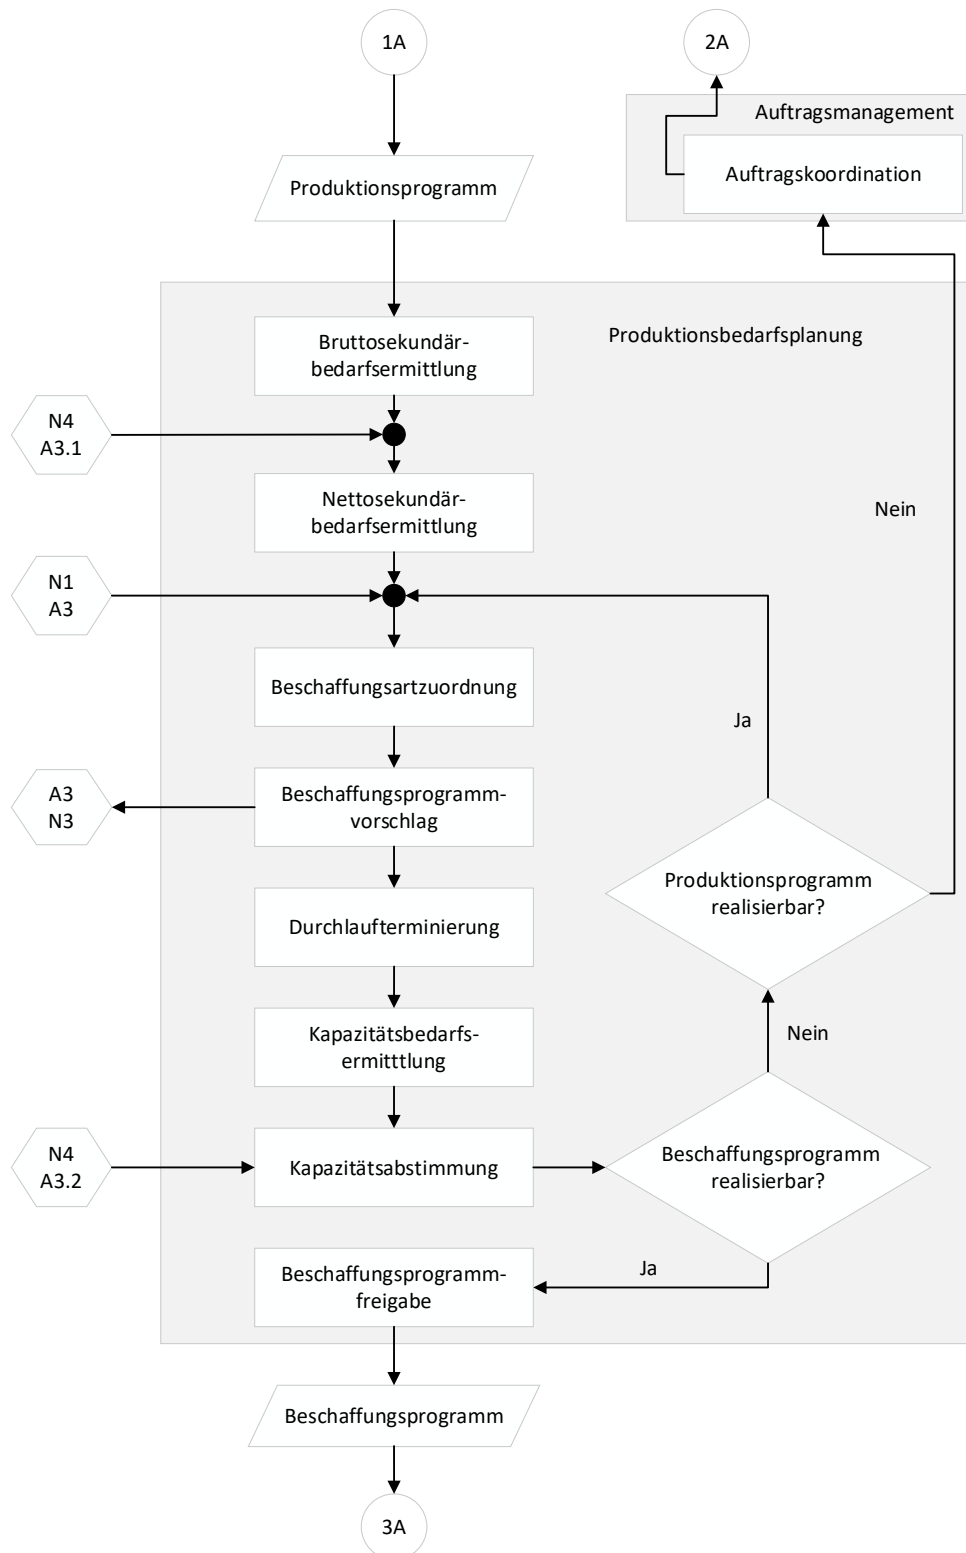 1A
2A
Auftragsmanagement
Auftragskoordination
Produktionsprogramm
Produktionsbedarfsplanung
Bruttosekundär-
bedarfsermittlung
N4
A3.1
Nettosekundär-
bedarfsermittlung
Nein
N1
A3
Beschaffungsartzuordnung
Ja
A3
N3
Beschaffungsprogramm-
vorschlag
Produktionsprogramm
realisierbar?
Durchlaufterminierung
Kapazitätsbedarfs-
ermitttlung
Nein
N4
A3.2
Kapazitätsabstimmung
Beschaffungsprogramm
realisierbar?
Ja
Beschaffungsprogramm-
freigabe
Beschaffungsprogramm
3A